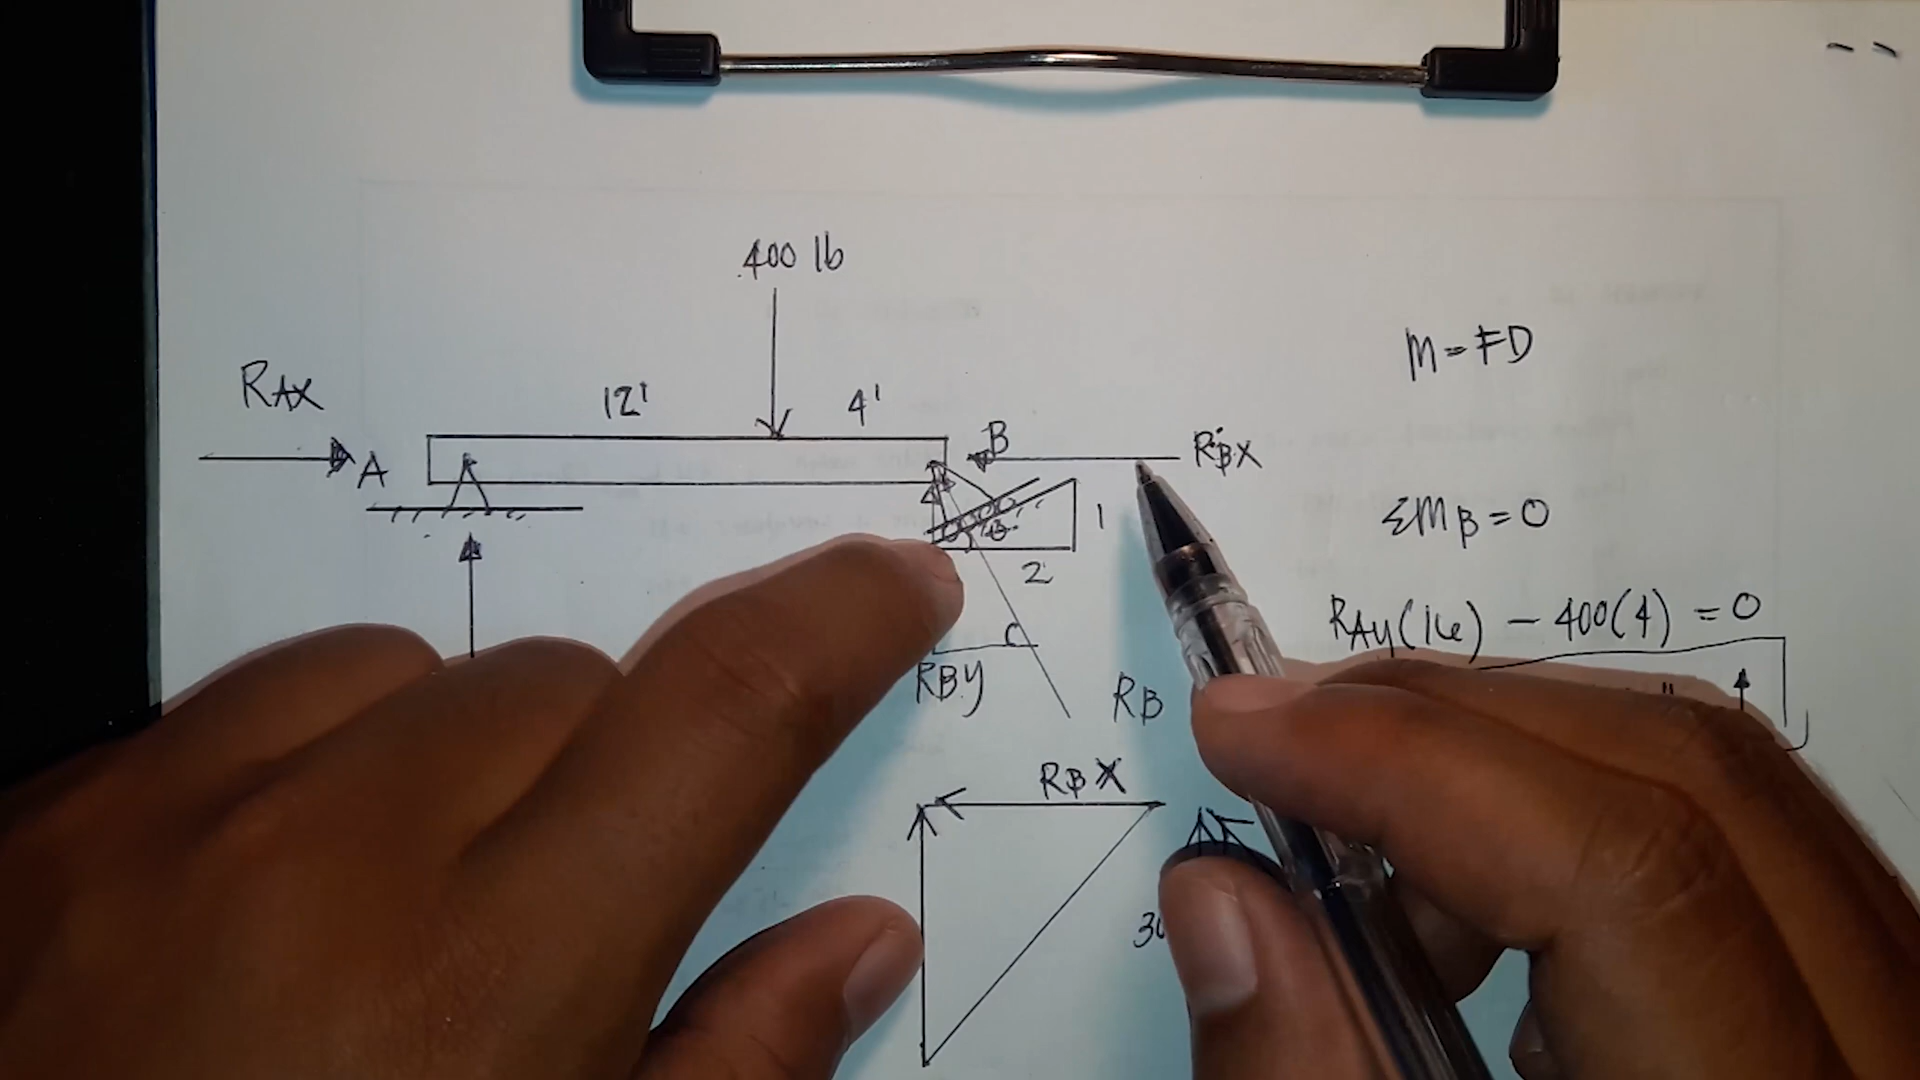 400 lb
RAX
12'
4'
A
B
RBX
1
2
C
RBY
RB
M = FD
ΣMB = 0
RAY(16) - 400(4) = 0
RBX